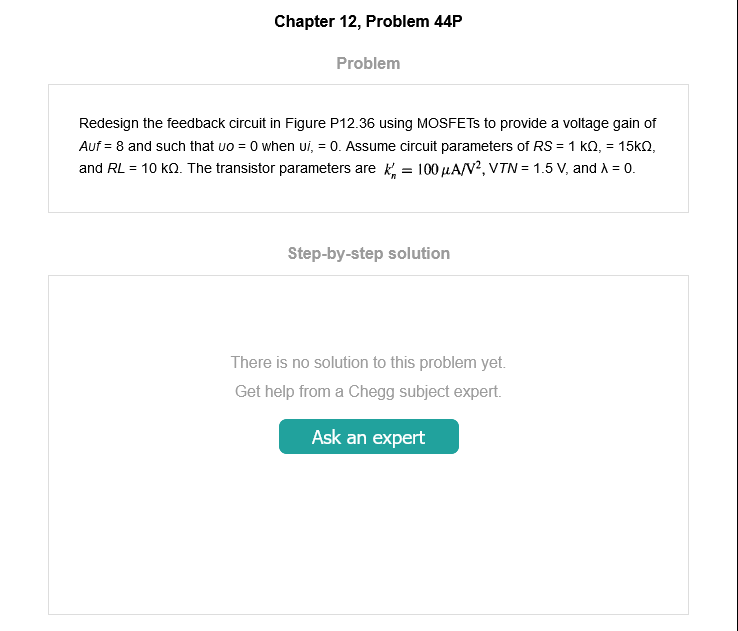 Chapter 12, Problem 44P
Problem
Redesign the feedback circuit in Figure P12.36 using MOSFETs to provide a voltage gain of
Aυf = 8 and such that υo = 0 when υi, = 0. Assume circuit parameters of RS = 1 kΩ, = 15kΩ,
and RL = 10 kΩ. The transistor parameters are k′n = 100 μA/V², VTN = 1.5 V, and λ = 0.
Step-by-step solution
There is no solution to this problem yet.
Get help from a Chegg subject expert.
Ask an expert